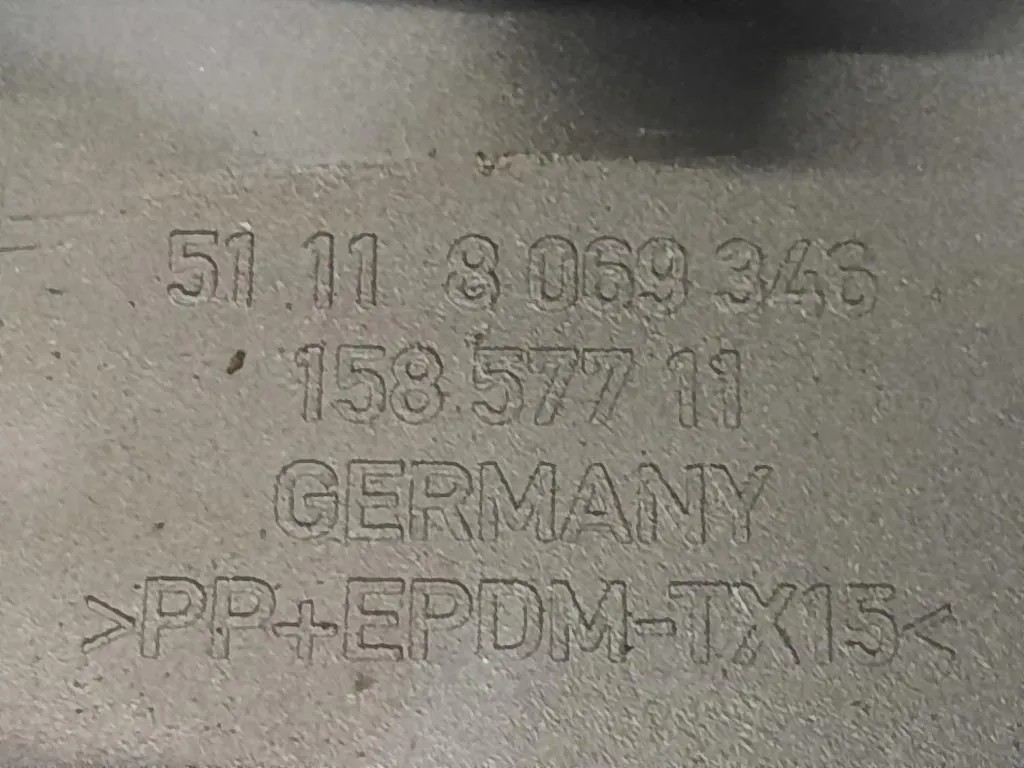 51 11 8 069 346
158 577 11
GERMANY
>PP+EPDM-TX15<